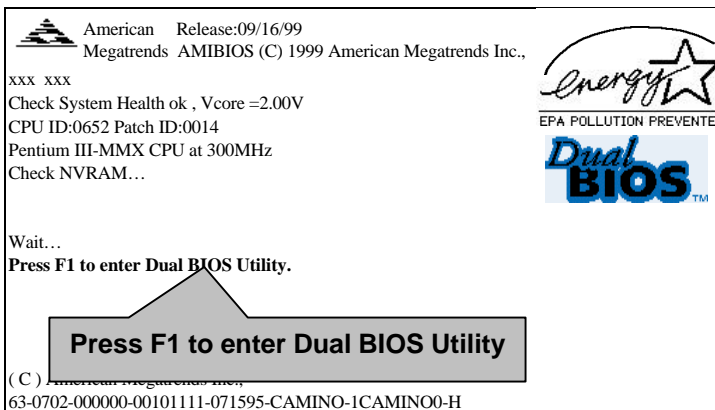 American Release:09/16/99
Megatrends AMIBIOS (C) 1999 American Megatrends Inc.,
xxx xxx
Check System Health ok , Vcore =2.00V
CPU ID:0652 Patch ID:0014
Pentium III-MMX CPU at 300MHz
Check NVRAM…
energy
EPA POLLUTION PREVENTE
Dual
BIOS TM
Wait…
Press F1 to enter Dual BIOS Utility.
Press F1 to enter Dual BIOS Utility
( C ) American Megatrends Inc.,
63-0702-000000-00101111-071595-CAMINO-1CAMINO0-H